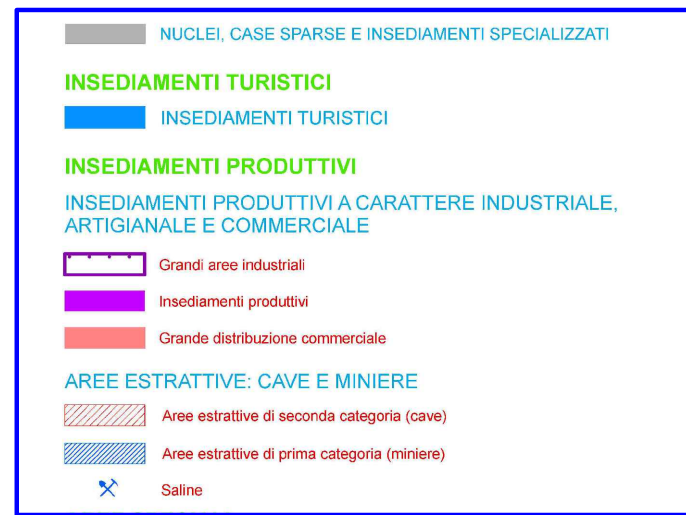 NUCLEI, CASE SPARSE E INSEDIAMENTI SPECIALIZZATI
INSEDIAMENTI TURISTICI
INSEDIAMENTI TURISTICI
INSEDIAMENTI PRODUTTIVI
INSEDIAMENTI PRODUTTIVI A CARATTERE INDUSTRIALE,
ARTIGIANALE E COMMERCIALE
Grandi aree industriali
Insediamenti produttivi
Grande distribuzione commerciale
AREE ESTRATTIVE: CAVE E MINIERE
Aree estrattive di seconda categoria (cave)
Aree estrattive di prima categoria (miniere)
Saline